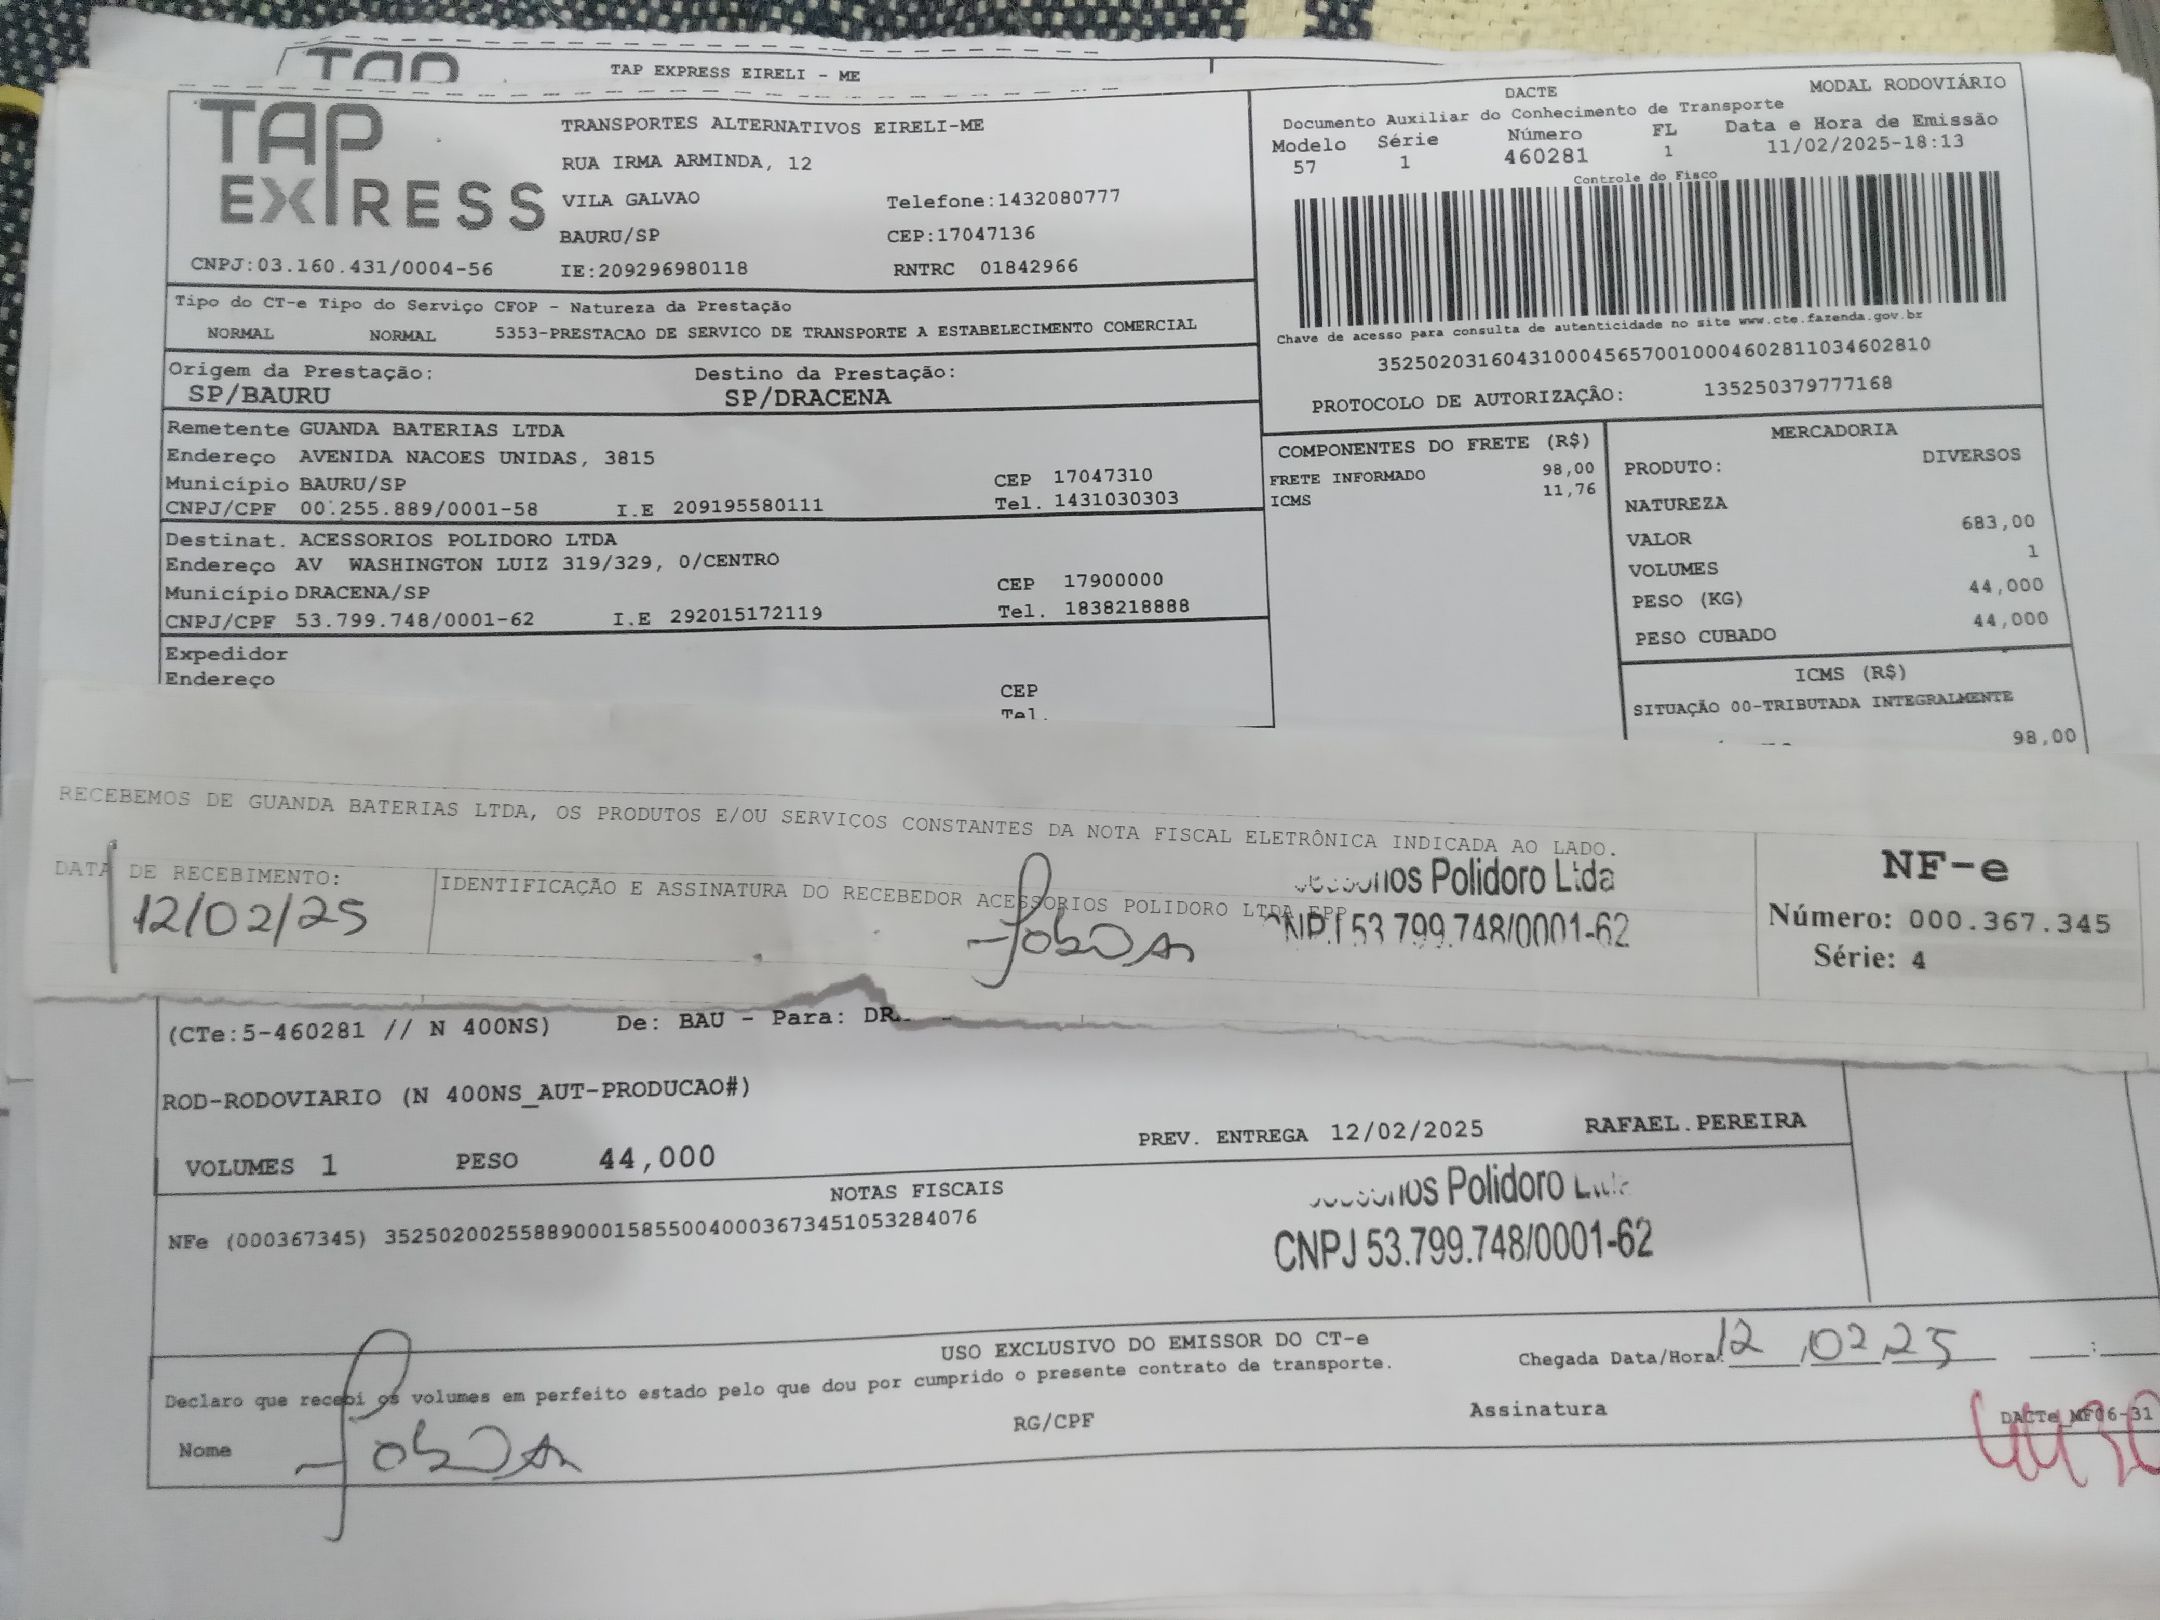 TAP EXPRESS EIRELI - ME
TAP
EXPRESS
TRANSPORTES ALTERNATIVOS EIRELI-ME
RUA IRMA ARMINDA, 12
VILA GALVAO Telefone:1432080777
BAURU/SP CEP:17047136
CNPJ:03.160.431/0004-56 IE:209296980118 RNTRC 01842966
DACTE MODAL RODOVIÁRIO
Documento Auxiliar do Conhecimento de Transporte
Modelo Série Número FL Data e Hora de Emissão
57 1 460281 1 11/02/2025-18:13
Controle do Fisco
Chave de acesso para consulta de autenticidade no site www.cte.fazenda.gov.br
35250203160431000456570010004602811034602810
PROTOCOLO DE AUTORIZAÇÂO: 135250379777168
Tipo do CT-e Tipo do Serviço CFOP - Natureza da Prestação
NORMAL NORMAL 5353-PRESTACAO DE SERVICO DE TRANSPORTE A ESTABELECIMENTO COMERCIAL
Origem da Prestação: Destino da Prestação:
SP/BAURU SP/DRACENA
Remetente GUANDA BATERIAS LTDA
Endereço AVENIDA NACOES UNIDAS, 3815
Município BAURU/SP CEP 17047310
CNPJ/CPF 00.255.889/0001-58 I.E 209195580111 Tel. 1431030303
Destinat. ACESSORIOS POLIDORO LTDA
Endereço AV WASHINGTON LUIZ 319/329, 0/CENTRO
Município DRACENA/SP CEP 17900000
CNPJ/CPF 53.799.748/0001-62 I.E 292015172119 Tel. 1838218888
Expedidor
Endereço
CEP
Tel.
COMPONENTES DO FRETE (R$)
FRETE INFORMADO 98,00
ICMS 11,76
MERCADORIA
PRODUTO: DIVERSOS
NATUREZA
VALOR 683,00
VOLUMES 1
PESO (KG) 44,000
PESO CUBADO 44,000
ICMS (R$)
SITUAÇÃO 00-TRIBUTADA INTEGRALMENTE
98,00
RECEBEMOS DE GUANDA BATERIAS LTDA, OS PRODUTOS E/OU SERVIÇOS CONSTANTES DA NOTA FISCAL ELETRÔNICA INDICADA AO LADO.
DATA DE RECEBIMENTO:
12/02/25
IDENTIFICAÇÃO E ASSINATURA DO RECEBEDOR ACESSORIOS POLIDORO LTDA EPP
Polidoro Ltda
CNPJ 53.799.748/0001-62
NF-e
Número: 000.367.345
Série: 4
(CTe:5-460281 // N 400NS) De: BAU - Para:
ROD-RODOVIARIO (N 400NS_AUT-PRODUCAO#)
VOLUMES 1 PESO 44,000 PREV. ENTREGA 12/02/2025 RAFAEL.PEREIRA
NOTAS FISCAIS
NFe (000367345) 35250200255889000158550040003673451053284076
Polidoro
CNPJ 53.799.748/0001-62
USO EXCLUSIVO DO EMISSOR DO CT-e
Declaro que recebi os volumes em perfeito estado pelo que dou por cumprido o presente contrato de transporte.
Chegada Data/Hora: 12 02 25 :
Nome RG/CPF Assinatura
DACTe_MF06-31